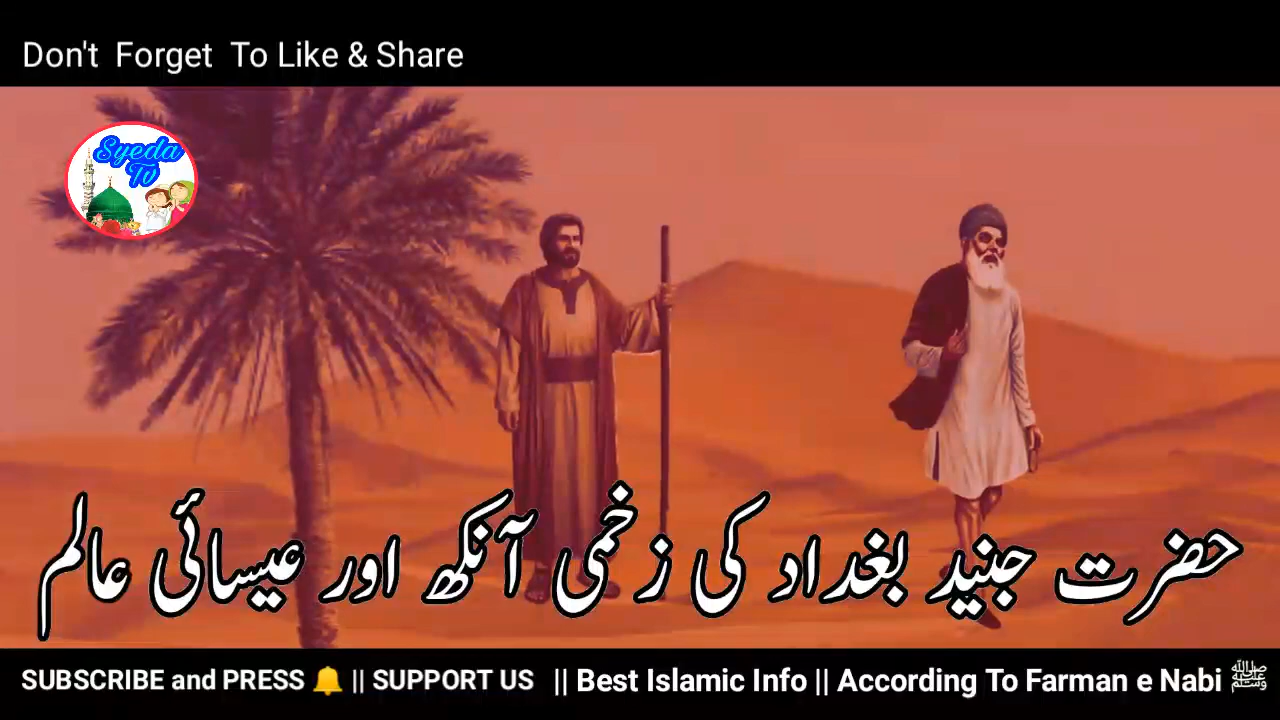 Don't Forget To Like & Share
Syeda
Tv
حضرت جنید بغداد کی زخمی آنکھ اور عیسائی عالم
SUBSCRIBE and PRESS 🔔 || SUPPORT US || Best Islamic Info || According To Farman e Nabi ﷺ